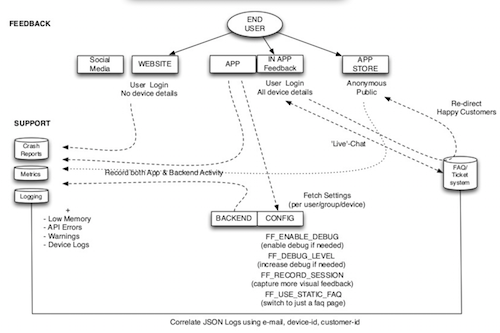 END
USER
FEEDBACK
Social
Media
WEBSITE
APP
IN APP
Feedback
APP
STORE
User Login
No device details
User Login
All device details
Anonymous
Public
Re-direct
Happy Customers
SUPPORT
'Live'-Chat
Crash
Reports
Metrics
Record both App & Backend Activity
FAQ/
Ticket
system
Logging
Fetch Settings
(per user/group/device)
+
- Low Memory
- API Errors
- Warnings
- Device Logs
BACKEND
CONFIG
FF_ENABLE_DEBUG
(enable debug if needed)
FF_DEBUG_LEVEL
(increase debug if needed)
FF_RECORD_SESSION
(capture more visual feedback)
FF_USE_STATIC_FAQ
(switch to just a faq page)
Correlate JSON Logs using e-mail, device-id, customer-id